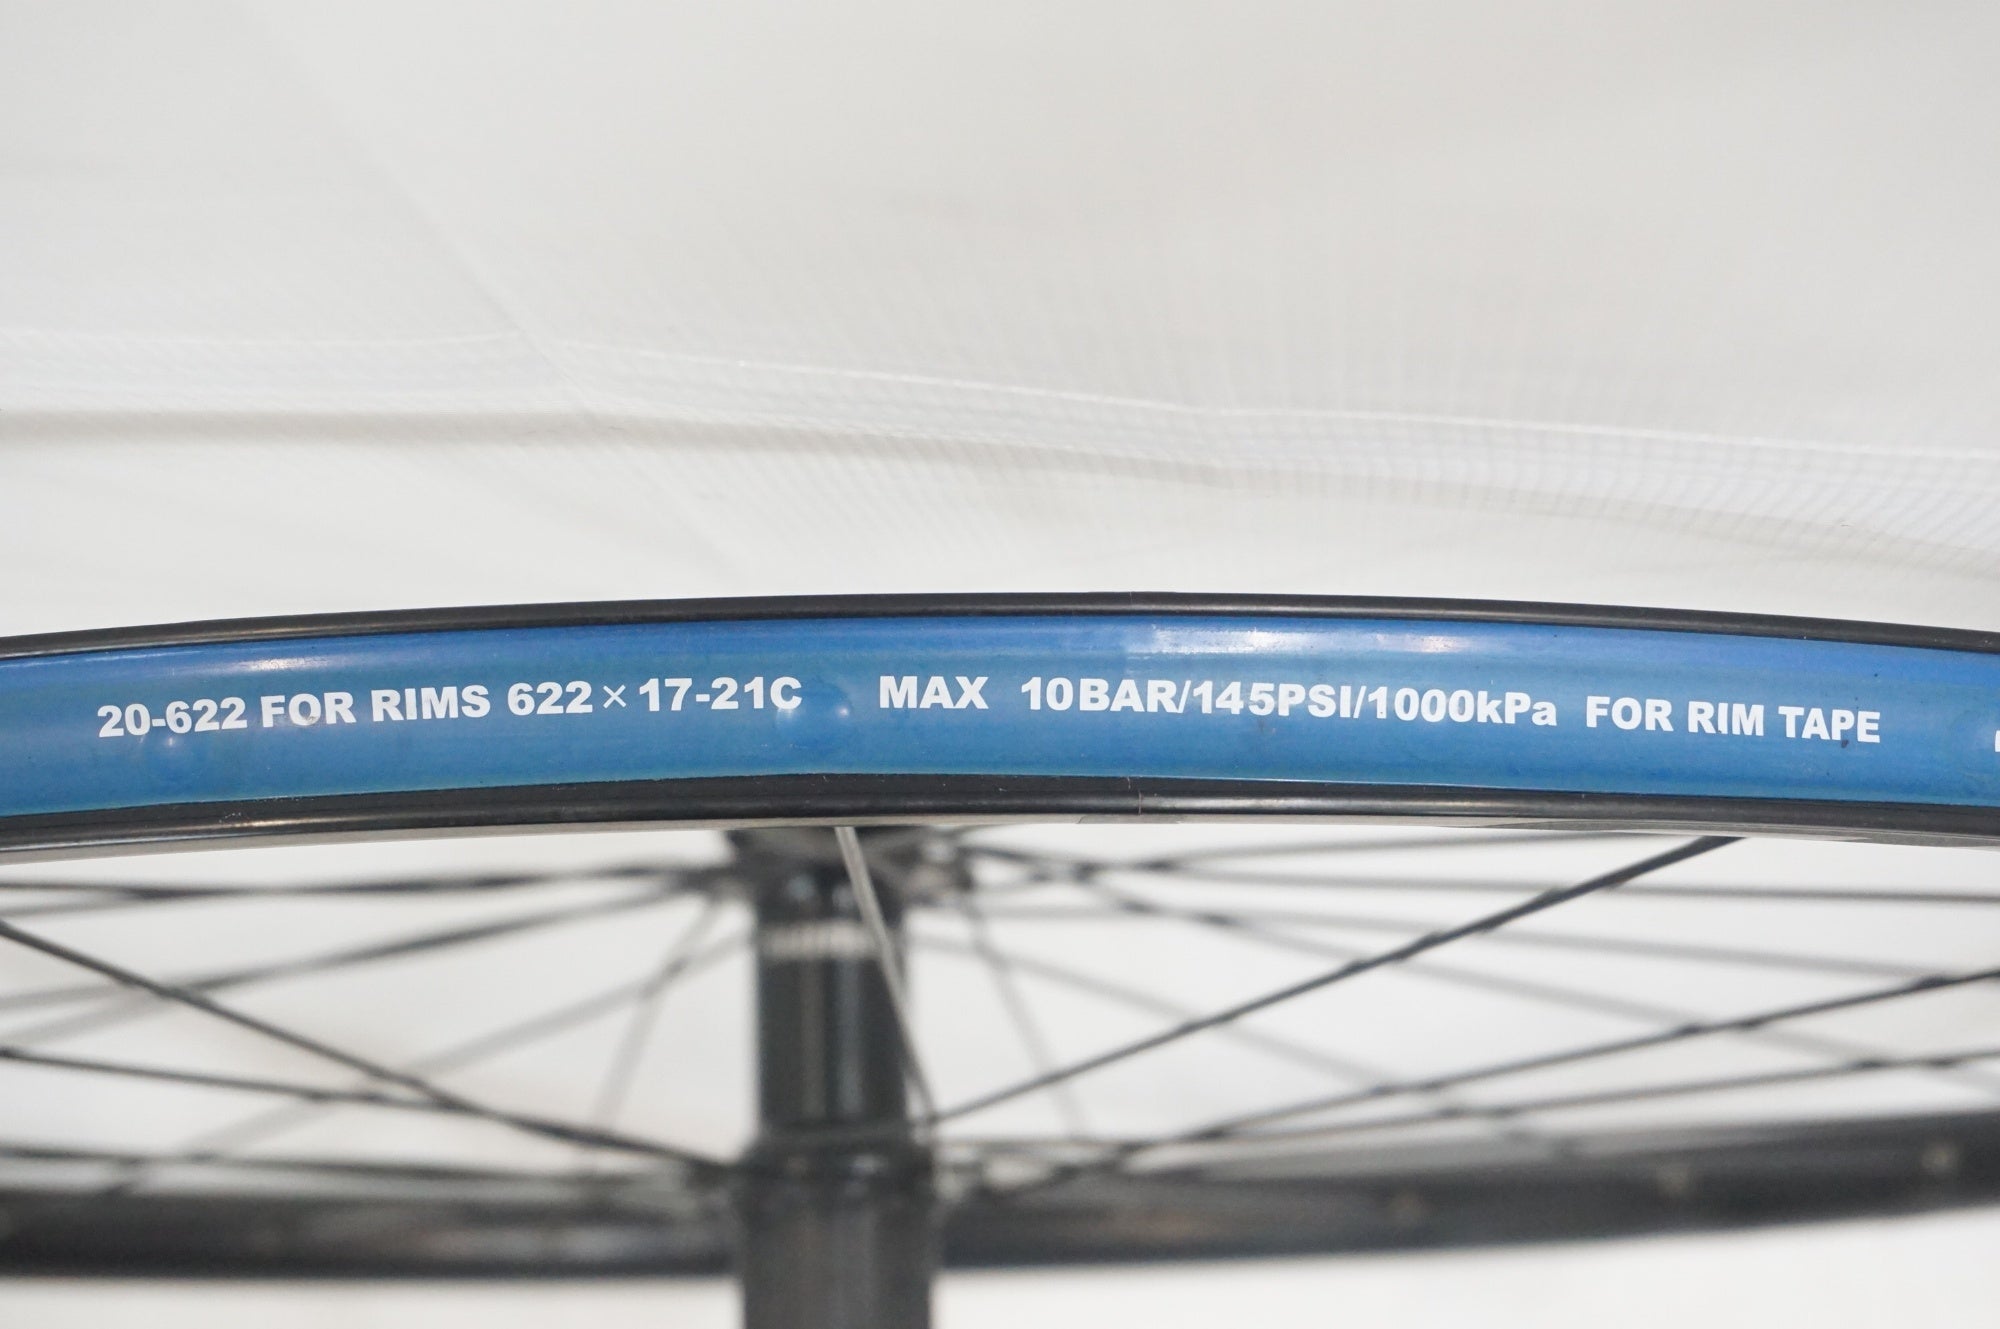 20-622 FOR RIMS 622×17-21C MAX 10BAR/145PSI/1000kPa FOR RIM TAPE